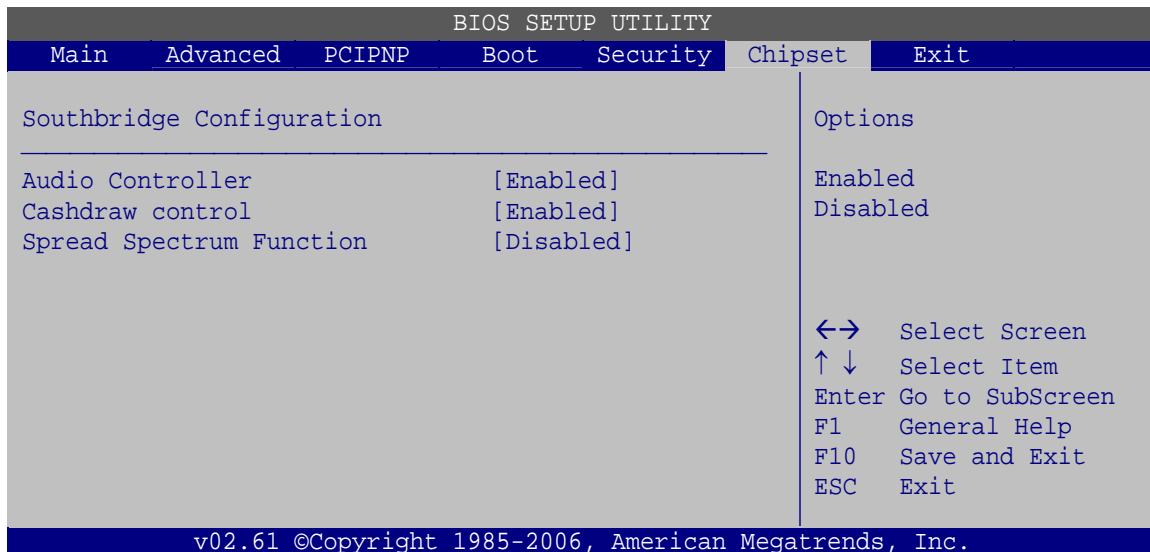 BIOS SETUP UTILITY
Main Advanced PCIPNP Boot Security Chipset Exit
Southbridge Configuration
Audio Controller [Enabled]
Cashdraw control [Enabled]
Spread Spectrum Function [Disabled]
Options
Enabled
Disabled
←→ Select Screen
↑ ↓ Select Item
Enter Go to SubScreen
F1 General Help
F10 Save and Exit
ESC Exit
v02.61 ©Copyright 1985-2006, American Megatrends, Inc.